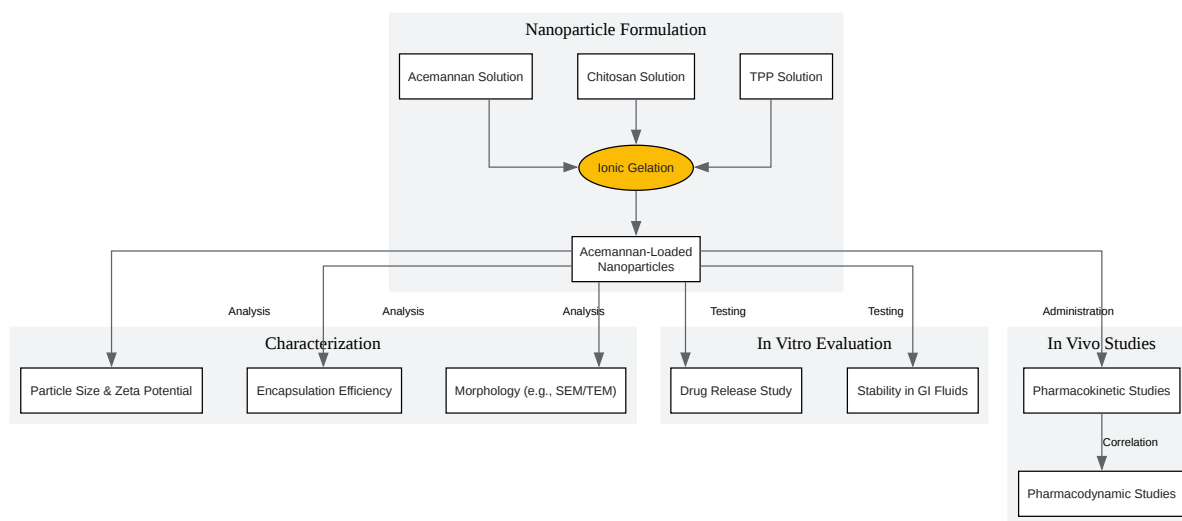 Nanoparticle Formulation
Acemannan Solution
Chitosan Solution
TPP Solution
Ionic Gelation
Acemannan-Loaded
Nanoparticles
Analysis
Analysis
Analysis
Testing
Testing
Administration
Characterization
In Vitro Evaluation
In Vivo Studies
Particle Size & Zeta Potential
Encapsulation Efficiency
Morphology (e.g., SEM/TEM)
Drug Release Study
Stability in GI Fluids
Pharmacokinetic Studies
Correlation
Pharmacodynamic Studies